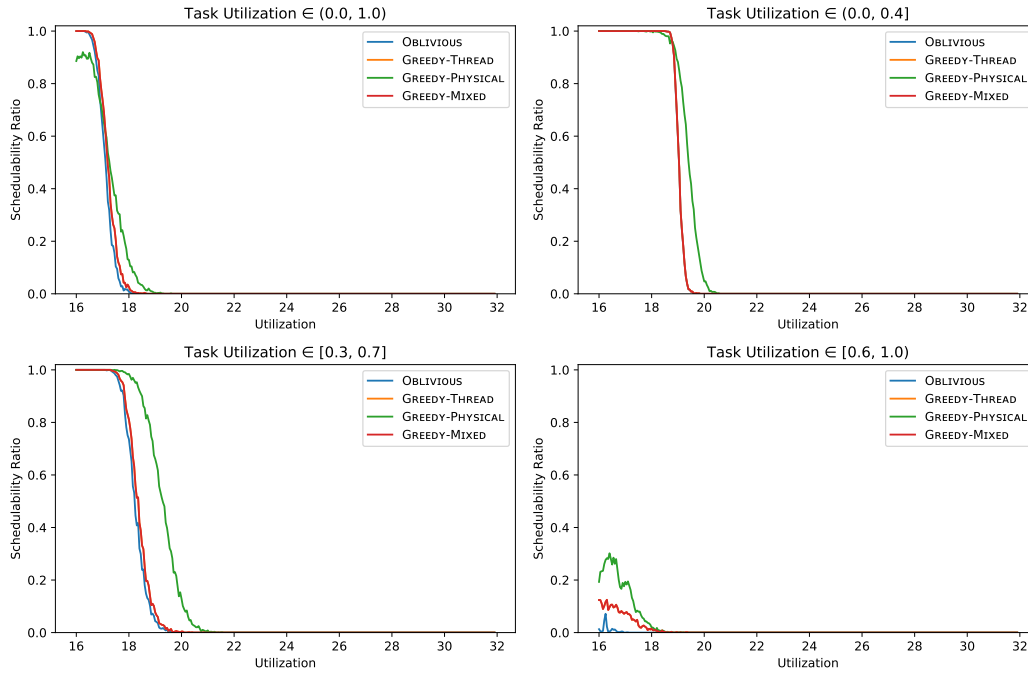 Task Utilization ∈ (0.0, 1.0)
Schedulability Ratio
1.0
0.8
0.6
0.4
0.2
0.0
Oblivious
Greedy-Thread
Greedy-Physical
Greedy-Mixed
16 18 20 22 24 26 28 30 32
Utilization
Task Utilization ∈ (0.0, 0.4]
Schedulability Ratio
1.0
0.8
0.6
0.4
0.2
0.0
Oblivious
Greedy-Thread
Greedy-Physical
Greedy-Mixed
16 18 20 22 24 26 28 30 32
Utilization
Task Utilization ∈ [0.3, 0.7]
Schedulability Ratio
1.0
0.8
0.6
0.4
0.2
0.0
Oblivious
Greedy-Thread
Greedy-Physical
Greedy-Mixed
16 18 20 22 24 26 28 30 32
Utilization
Task Utilization ∈ [0.6, 1.0)
Schedulability Ratio
1.0
0.8
0.6
0.4
0.2
0.0
Oblivious
Greedy-Thread
Greedy-Physical
Greedy-Mixed
16 18 20 22 24 26 28 30 32
Utilization